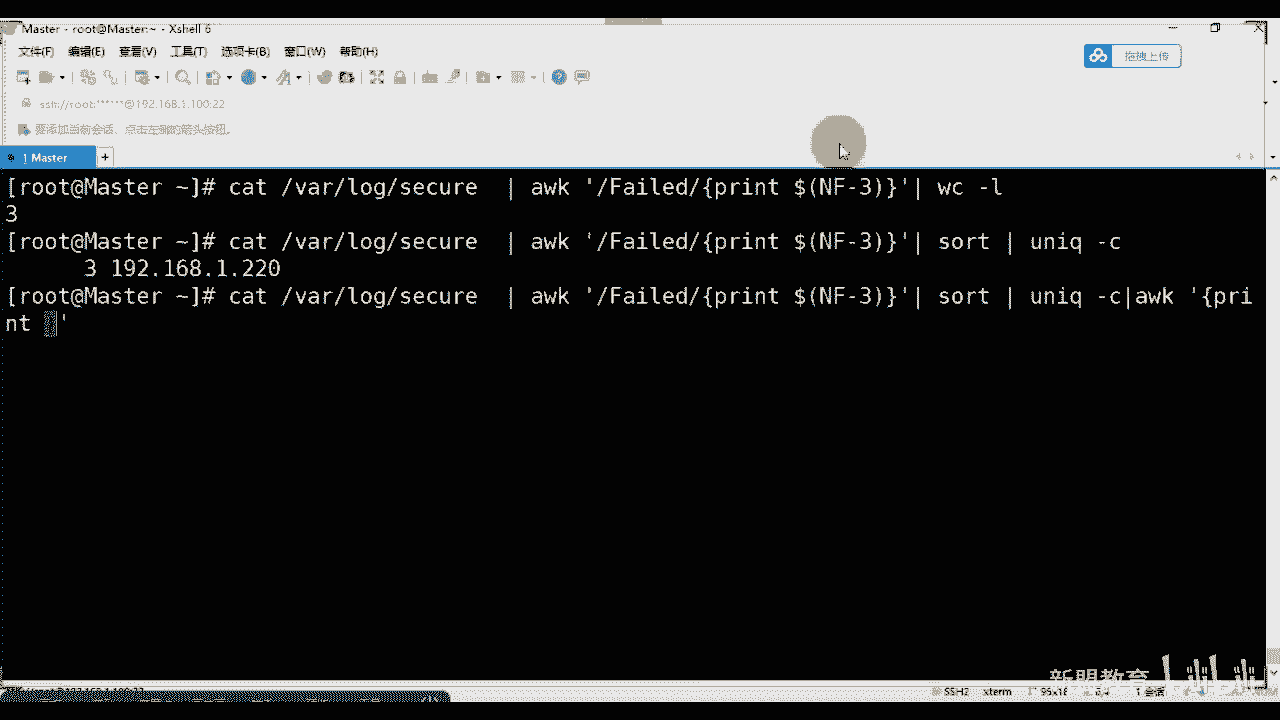 Master - root@Master:~ - Xshell 6
文件(F) 编辑(E) 查看(V) 工具(T) 选项卡(B) 窗口(W) 帮助(H)
拖拽上传
ssh://root:******@192.168.1.100:22
要添加当前会话，点击左侧的箭头按钮。
1 Master +
[root@Master ~]# cat /var/log/secure  | awk '/Failed/{print $(NF-3)}'| wc -l
3
[root@Master ~]# cat /var/log/secure  | awk '/Failed/{print $(NF-3)}'| sort | uniq -c
      3 192.168.1.220
[root@Master ~]# cat /var/log/secure  | awk '/Failed/{print $(NF-3)}'| sort | uniq -c|awk '{pri
nt }'
新盟教育
SSH2 xterm 1 会话